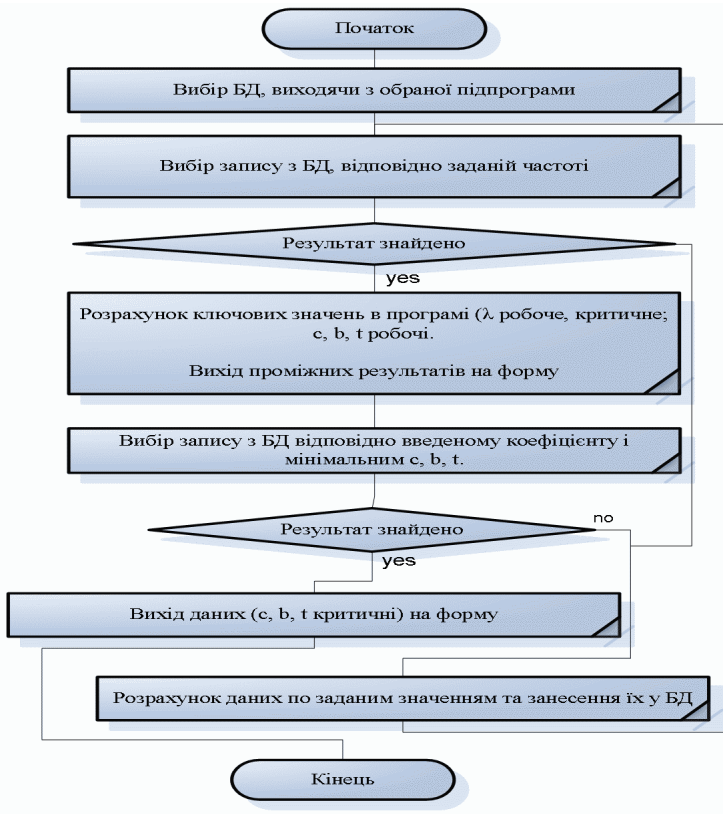 Початок
Вибір БД, виходячи з обраної підпрограми
Вибір запису з БД, відповідно заданій частоті
Результат знайдено
yes
Розрахунок ключових значень в програмі (λ робоче, критичне;
c, b, t робочі.
Вихід проміжних результатів на форму
Вибір запису з БД відповідно введеному коефіцієнту і
мінімальним c, b, t.
Результат знайдено
no
yes
Вихід даних (c, b, t критичні) на форму
Розрахунок даних по заданим значенням та занесення їх у БД
Кінець